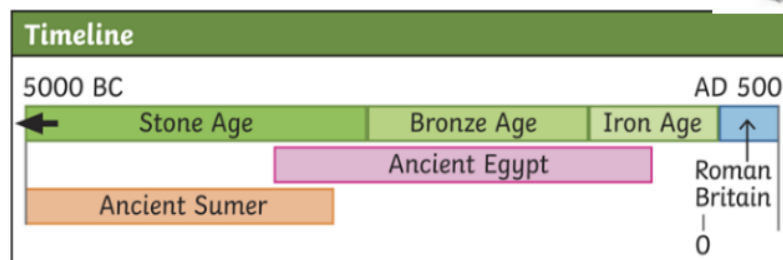 Timeline
5000 BC AD 500
Stone Age Bronze Age Iron Age
Ancient Egypt
Roman
Britain
Ancient Sumer
0